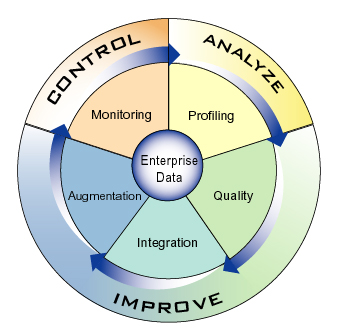 CONTROL
ANALYZE
Monitoring
Profiling
Enterprise
Data
Augmentation
Quality
Integration
IMPROVE